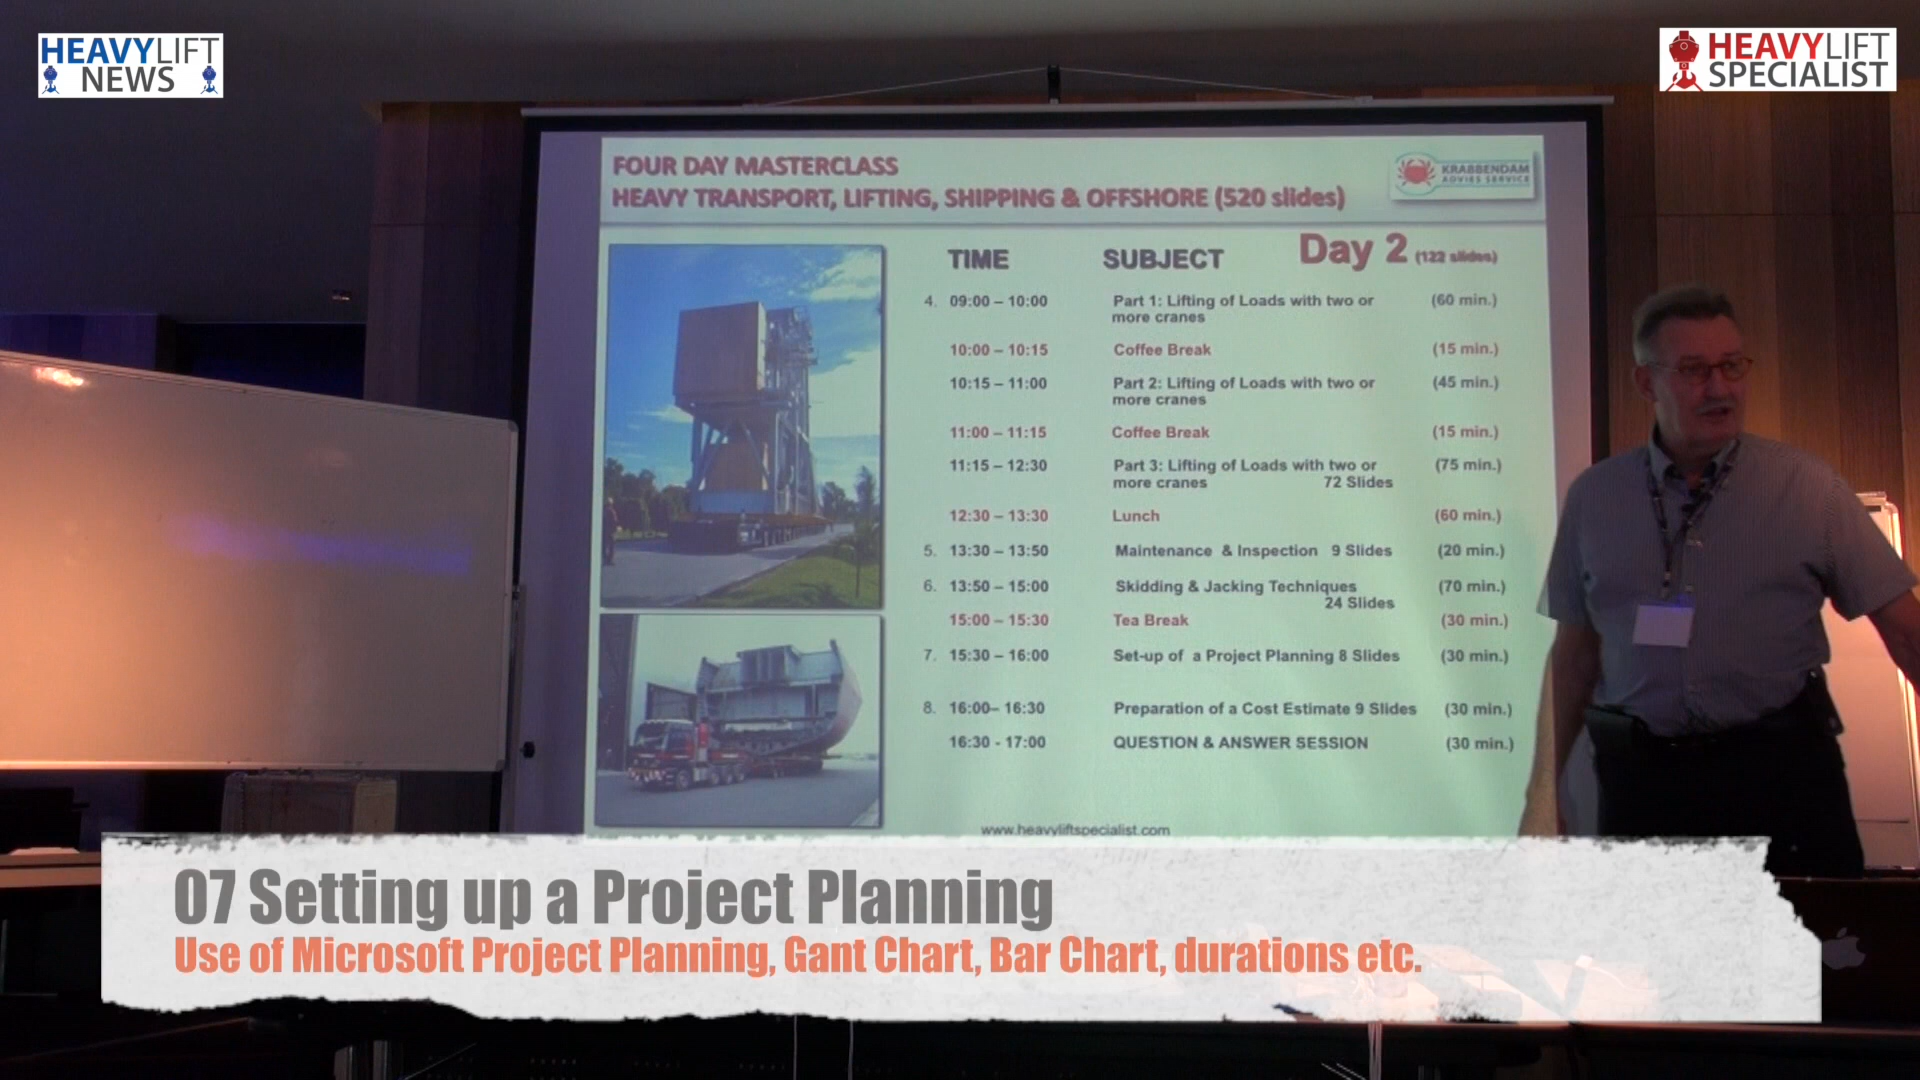 HEAVYLIFT
NEWS
HEAVYLIFT
SPECIALIST
FOUR DAY MASTERCLASS
HEAVY TRANSPORT, LIFTING, SHIPPING & OFFSHORE (520 slides)
KRABBENDAM
ADVIES SERVICE
TIME SUBJECT Day 2 (122 slides)
4. 09:00 – 10:00 Part 1: Lifting of Loads with two or (60 min.)
more cranes
10:00 – 10:15 Coffee Break (15 min.)
10:15 – 11:00 Part 2: Lifting of Loads with two or (45 min.)
more cranes
11:00 – 11:15 Coffee Break (15 min.)
11:15 – 12:30 Part 3: Lifting of Loads with two or (75 min.)
more cranes 72 Slides
12:30 – 13:30 Lunch (60 min.)
5. 13:30 – 13:50 Maintenance & Inspection 9 Slides (20 min.)
6. 13:50 – 15:00 Skidding & Jacking Techniques (70 min.)
24 Slides
15:00 – 15:30 Tea Break (30 min.)
7. 15:30 – 16:00 Set-up of a Project Planning 8 Slides (30 min.)
8. 16:00– 16:30 Preparation of a Cost Estimate 9 Slides (30 min.)
16:30 - 17:00 QUESTION & ANSWER SESSION (30 min.)
www.heavyliftspecialist.com
07 Setting up a Project Planning
Use of Microsoft Project Planning, Gant Chart, Bar Chart, durations etc.